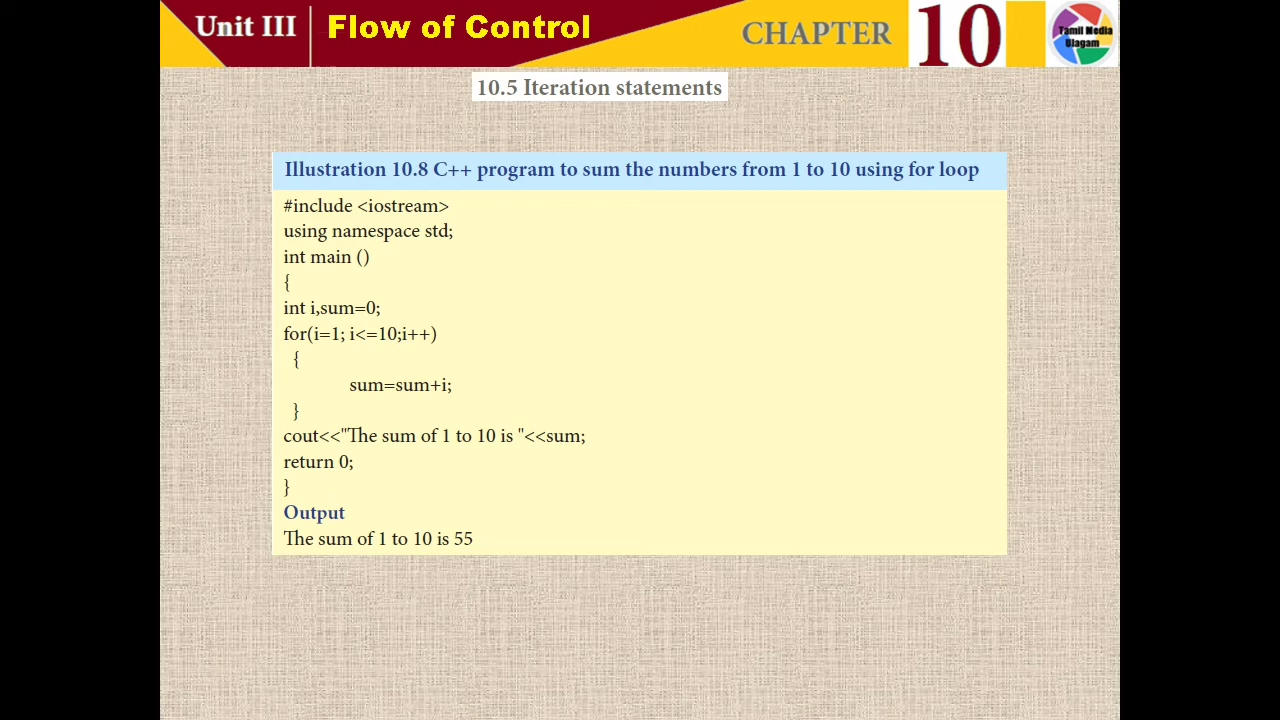 Unit III
Flow of Control
CHAPTER 10
Tamil Media
Ulagam
10.5 Iteration statements
Illustration 10.8 C++ program to sum the numbers from 1 to 10 using for loop
#include <iostream>
using namespace std;
int main ()
{
int i,sum=0;
for(i=1; i<=10;i++)
{
sum=sum+i;
}
cout<<"The sum of 1 to 10 is "<<sum;
return 0;
}
Output
The sum of 1 to 10 is 55